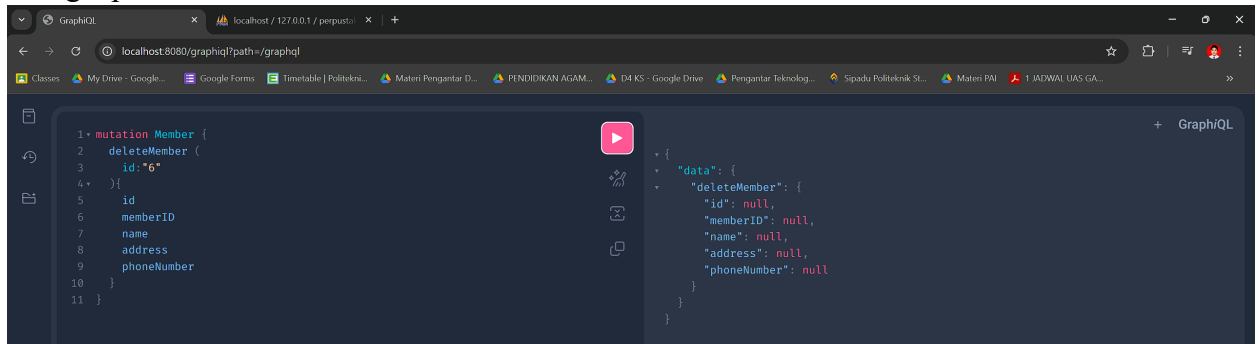 GraphiQL
localhost / 127.0.0.1 / perpusta
localhost:8080/graphiql?path=/graphql
Classes My Drive - Google... Google Forms Timetable | Politekni... Materi Pengantar D... PENDIDIKAN AGAM... D4 KS - Google Drive Pengantar Teknolog... Sipadu Politeknik St... Materi PAI 1 JADWAL UAS GA... »
+ GraphiQL
1 mutation Member {
2 deleteMember (
3 id:"6"
4 ){
5 id
6 memberID
7 name
8 address
9 phoneNumber
10 }
11 }
{
"data": {
"deleteMember": {
"id": null,
"memberID": null,
"name": null,
"address": null,
"phoneNumber": null
}
}
}